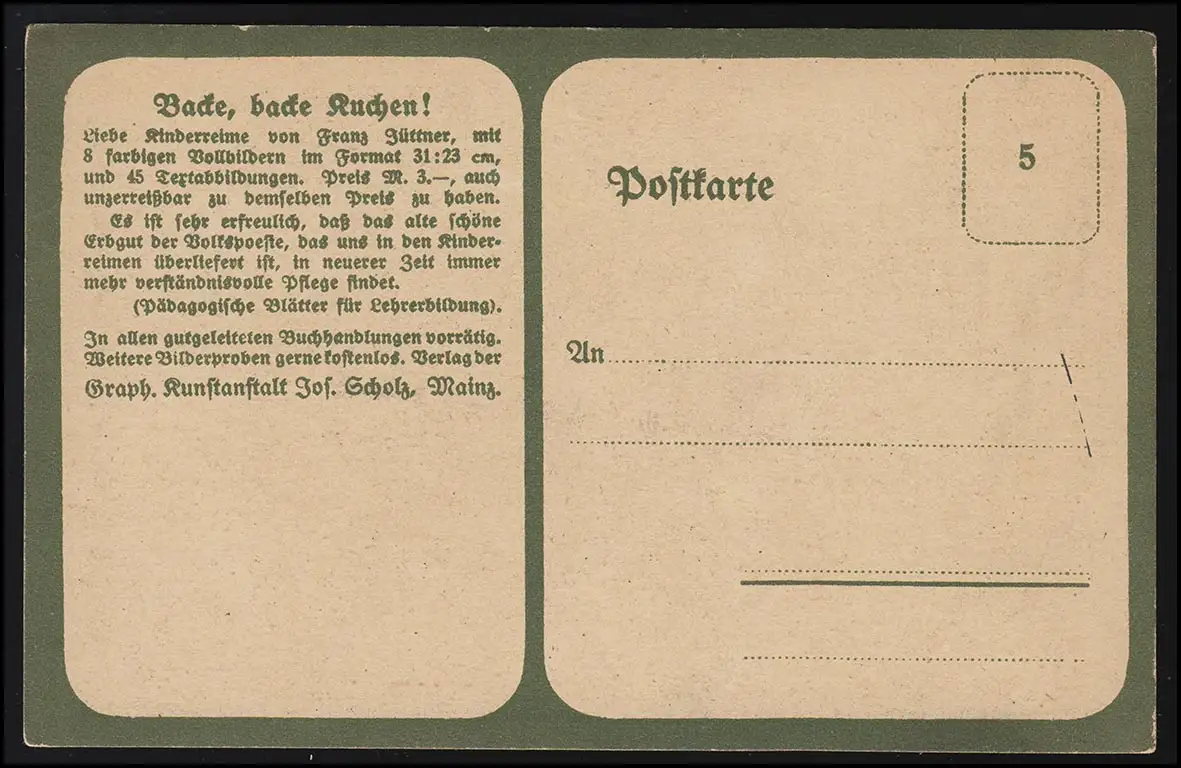 Backe, backe Kuchen!
Liebe Kinderreime von Franz Jüttner, mit
8 farbigen Vollbildern im Format 31:23 cm,
und 45 Textabbildungen. Preis M. 3.—, auch
unzerreißbar zu demselben Preis zu haben.
Es iſt ſehr erfreulich, daß das alte ſchöne
Erbgut der Volkspoeſie, das uns in den Kinder-
reimen überliefert iſt, in neuerer Zeit immer
mehr verſtändnisvolle Pflege findet.
(Pädagogiſche Blätter für Lehrerbildung).
In allen gutgeleiteten Buchhandlungen vorrätig.
Weitere Bilderproben gerne koſtenlos. Verlag der
Graph. Kunſtanſtalt Joſ. Scholz, Mainz.
Poſtkarte
5
An